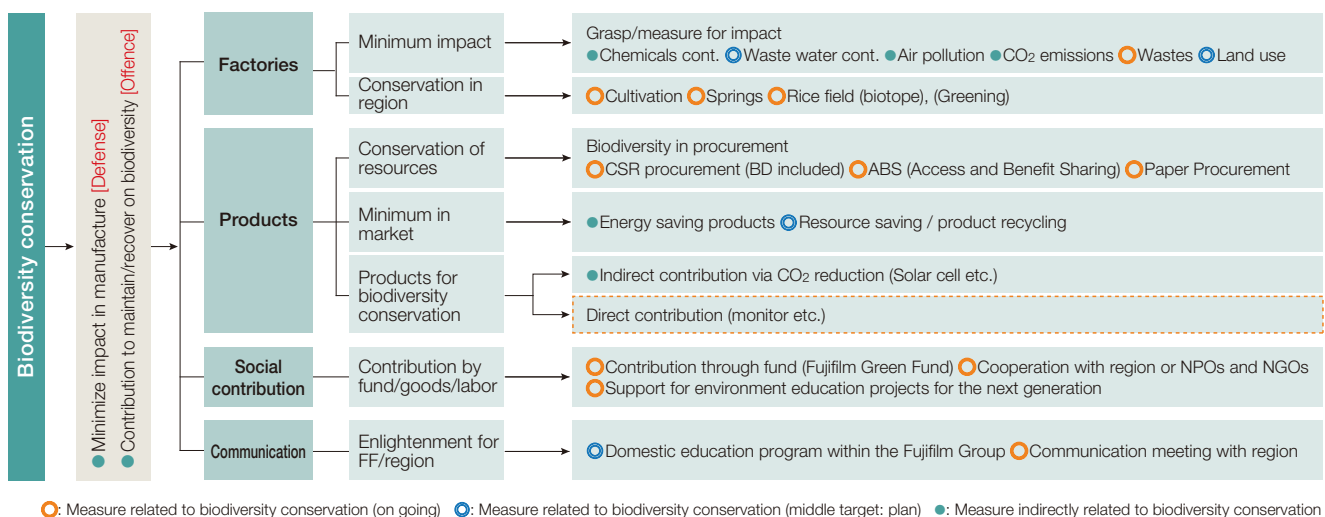 Biodiversity conservation
● Minimize impact in manufacture [Defense]
● Contribution to maintain/recover on biodiversity [Offence]
Factories
Minimum impact
Grasp/measure for impact
●Chemicals cont. ◎Waste water cont. ●Air pollution ●CO₂ emissions ○Wastes ◎Land use
Conservation in
region
○Cultivation ○Springs ○Rice field (biotope), (Greening)
Products
Conservation of
resources
Biodiversity in procurement
○CSR procurement (BD included) ○ABS (Access and Benefit Sharing) ○Paper Procurement
Minimum in
market
●Energy saving products ◎Resource saving / product recycling
Products for
biodiversity
conservation
●Indirect contribution via CO₂ reduction (Solar cell etc.)
Direct contribution (monitor etc.)
Social
contribution
Contribution by
fund/goods/labor
○Contribution through fund (Fujifilm Green Fund) ○Cooperation with region or NPOs and NGOs
○Support for environment education projects for the next generation
Communication
Enlightenment for
FF/region
◎Domestic education program within the Fujifilm Group ○Communication meeting with region
○: Measure related to biodiversity conservation (on going) ◎: Measure related to biodiversity conservation (middle target: plan) ●: Measure indirectly related to biodiversity conservation